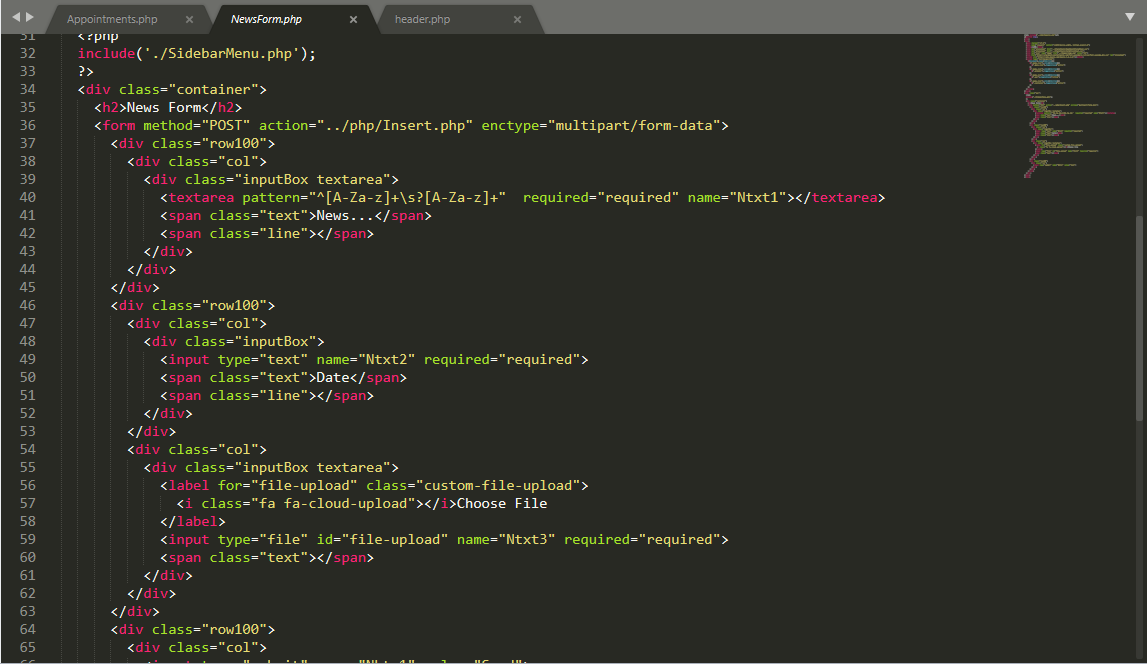 Appointments.php × NewsForm.php × header.php ×
31 <?php
32 include('./SidebarMenu.php');
33 ?>
34 <div class="container">
35 <h2>News Form</h2>
36 <form method="POST" action="../php/Insert.php" enctype="multipart/form-data">
37 <div class="row100">
38 <div class="col">
39 <div class="inputBox textarea">
40 <textarea pattern="^[A-Za-z]+\s?[A-Za-z]+"  required="required" name="Ntxt1"></textarea>
41 <span class="text">News...</span>
42 <span class="line"></span>
43 </div>
44 </div>
45 </div>
46 <div class="row100">
47 <div class="col">
48 <div class="inputBox">
49 <input type="text" name="Ntxt2" required="required">
50 <span class="text">Date</span>
51 <span class="line"></span>
52 </div>
53 </div>
54 <div class="col">
55 <div class="inputBox textarea">
56 <label for="file-upload" class="custom-file-upload">
57 <i class="fa fa-cloud-upload"></i>Choose File
58 </label>
59 <input type="file" id="file-upload" name="Ntxt3" required="required">
60 <span class="text"></span>
61 </div>
62 </div>
63 </div>
64 <div class="row100">
65 <div class="col">